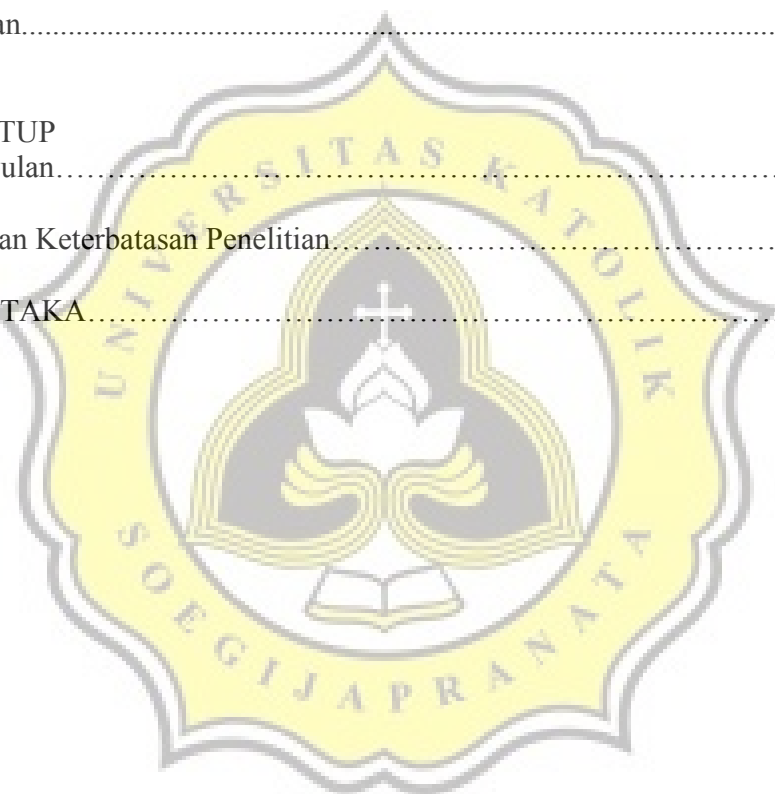 an..........................................................................................
TUP
ulan………………………………………………………………
an Keterbatasan Penelitian………………………………………
TAKA………………………………………………………………
UNIVERSITAS KATOLIK
SOEGIJAPRANATA